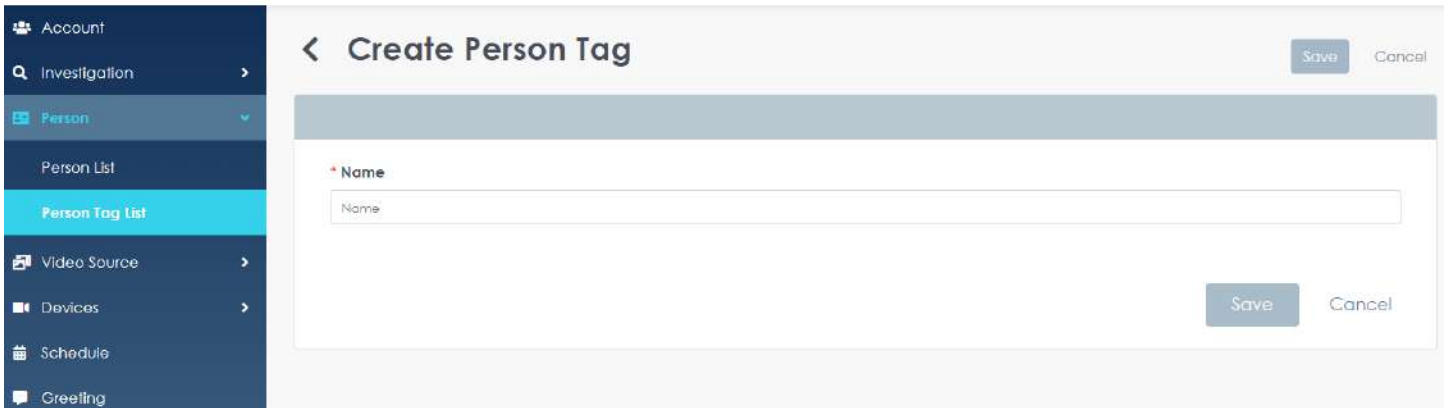 Account
Investigation
Person
Person List
Person Tag List
Video Source
Devices
Schedule
Greeting
Create Person Tag
Save Cancel
* Name
Name
Save Cancel